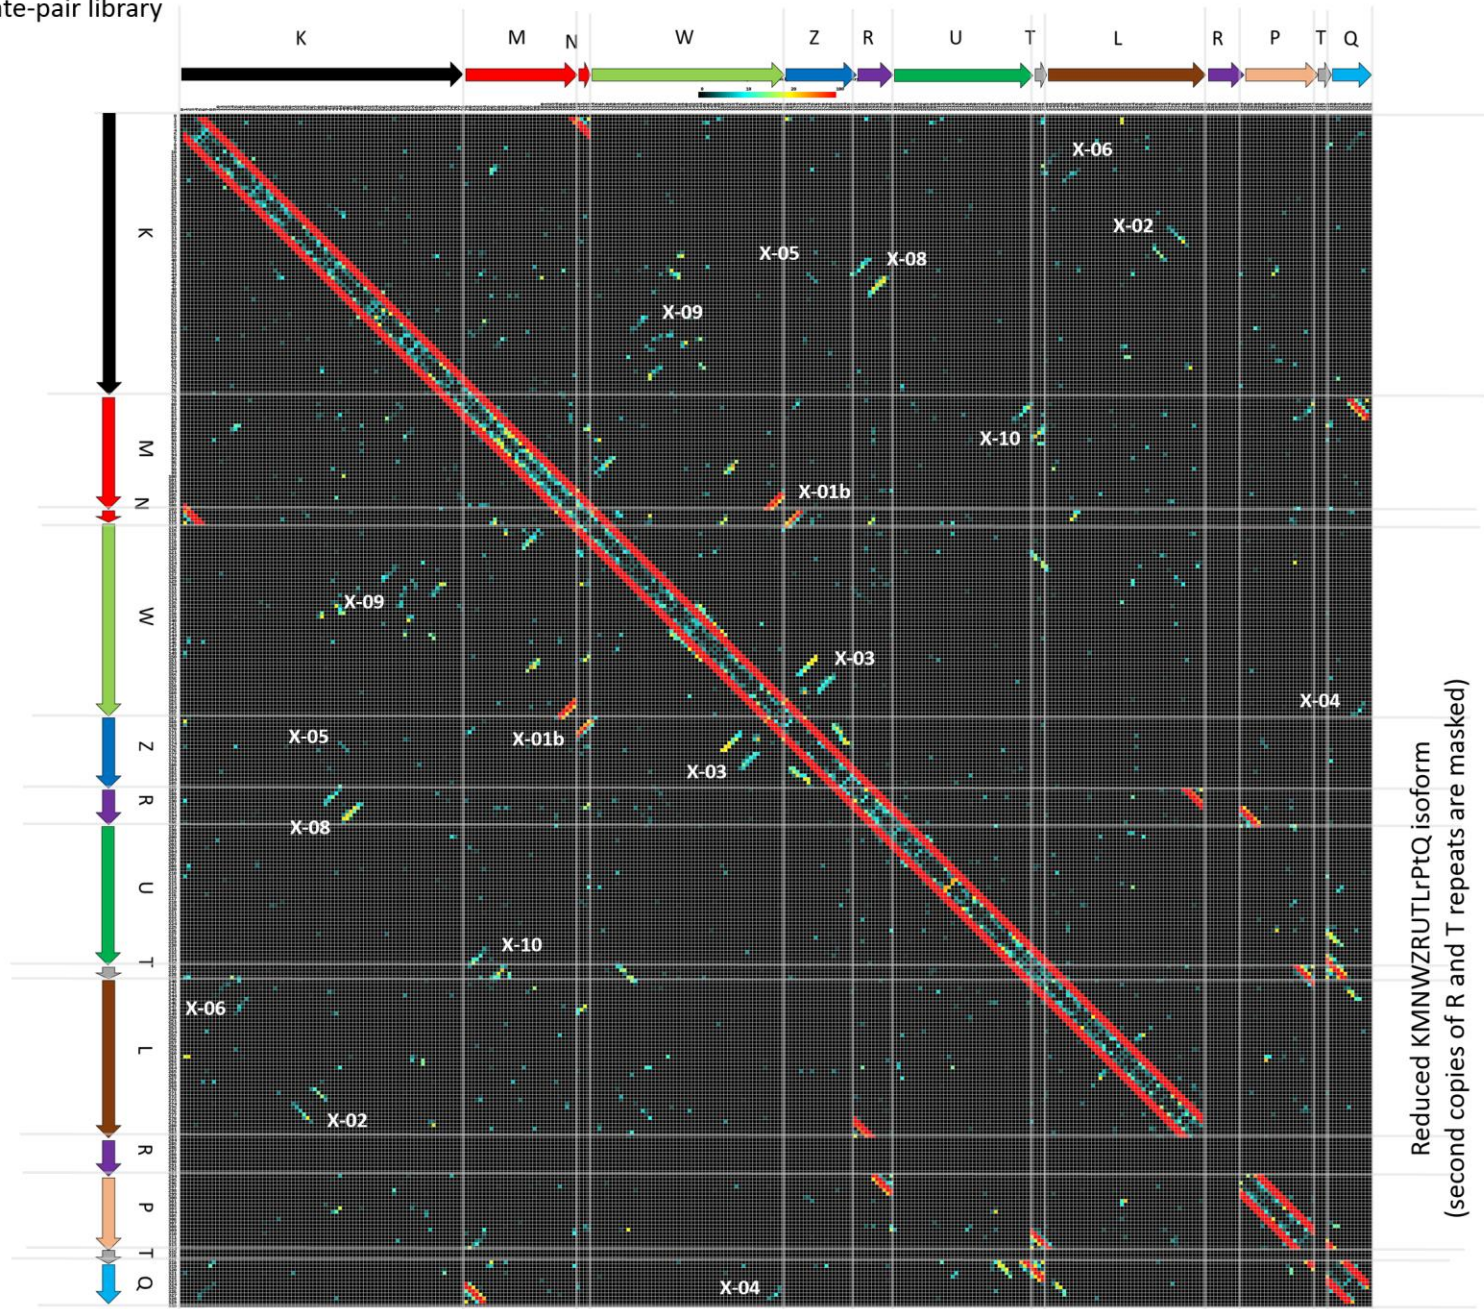 te-pair library
K M N W Z R U T L R P T Q
X-06
X-02
X-05
X-08
X-09
X-10
X-01b
X-09
X-03
X-04
X-05
X-01b
X-03
X-08
X-10
X-06
X-02
X-04
K
M
N
W
Z
R
U
T
L
R
P
T
Q
Reduced KMNWZRUTLrPtQ isoform
(second copies of R and T repeats are masked)